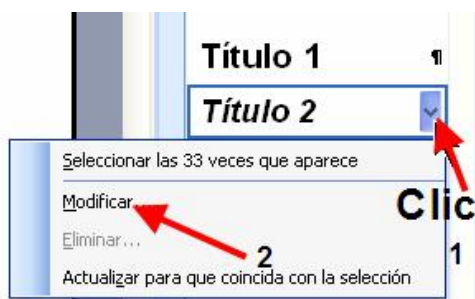 Título 1 ¶
Título 2
Seleccionar las 33 veces que aparece
Modificar...
Clic
Eliminar...
2
1
Actualizar para que coincida con la selección